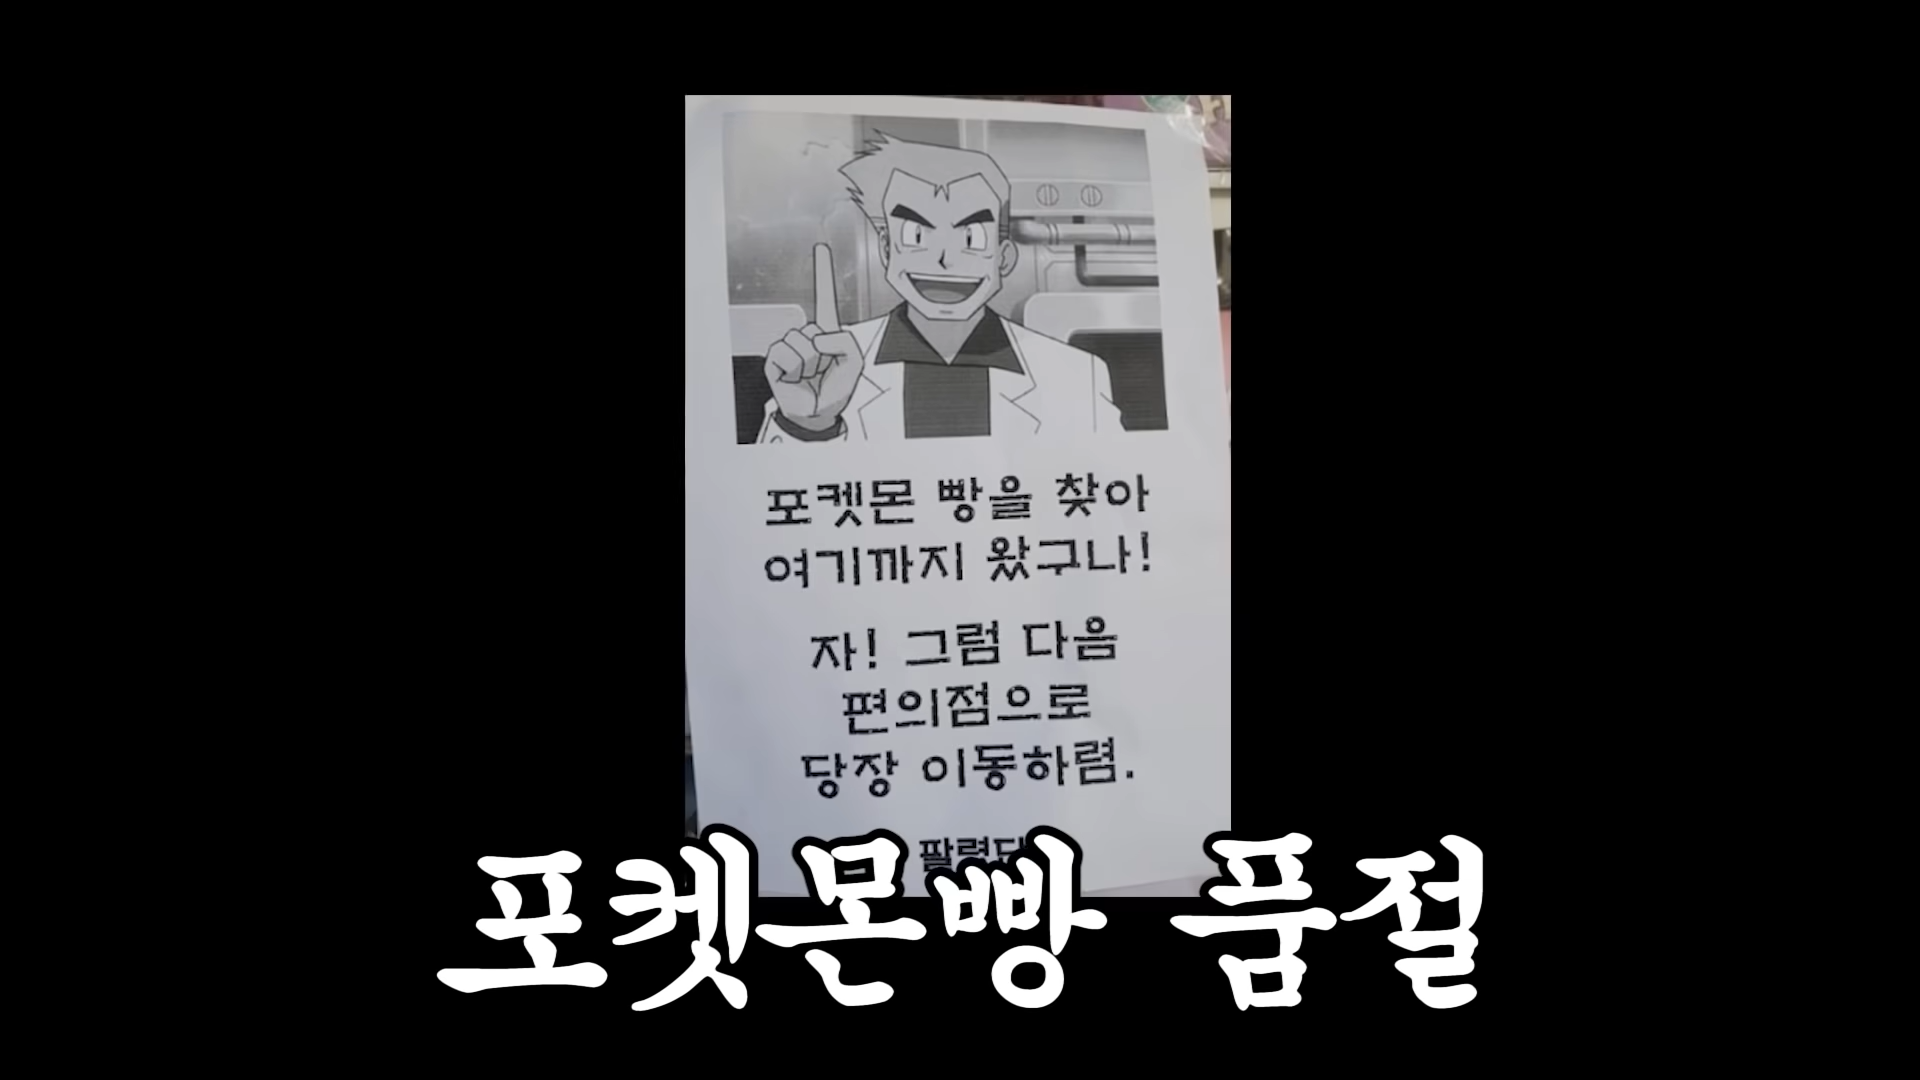 포켓몬 빵을 찾아
여기까지 왔구나!
자! 그럼 다음
편의점으로
당장 이동하렴.
포켓몬빵 품절